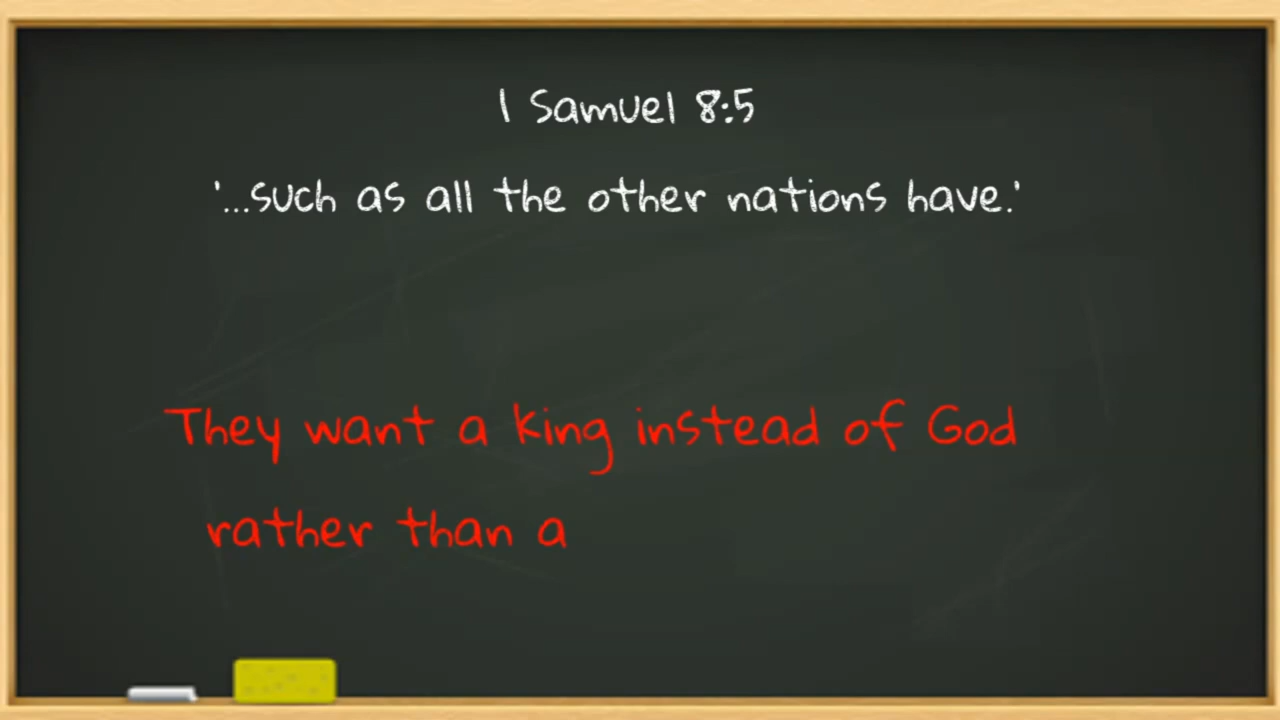 1 Samuel 8:5
'...such as all the other nations have.'
They want a king instead of God
rather than a